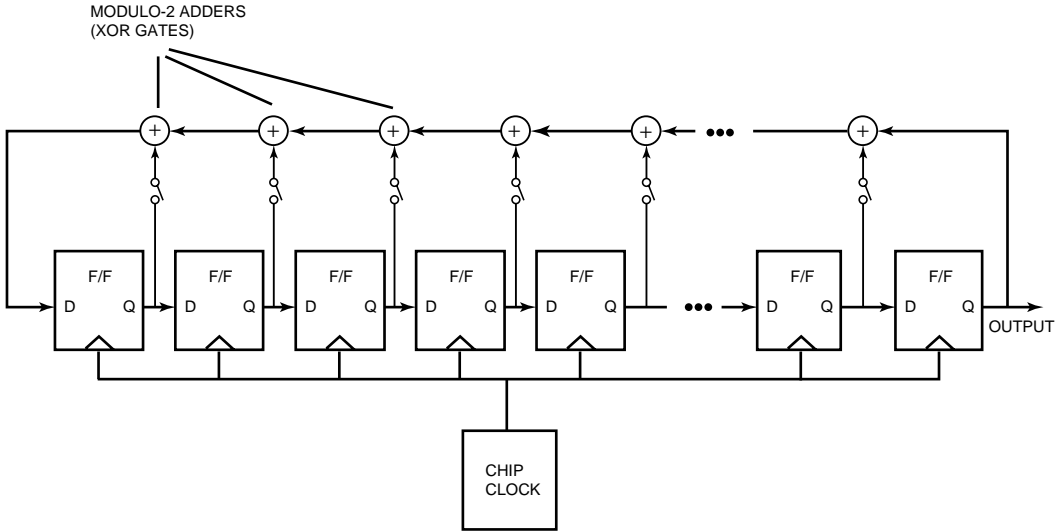 MODULO-2 ADDERS
(XOR GATES)
+ + + + + +
F/F F/F F/F F/F F/F F/F F/F
D Q D Q D Q D Q D Q D Q D Q
OUTPUT
CHIP
CLOCK